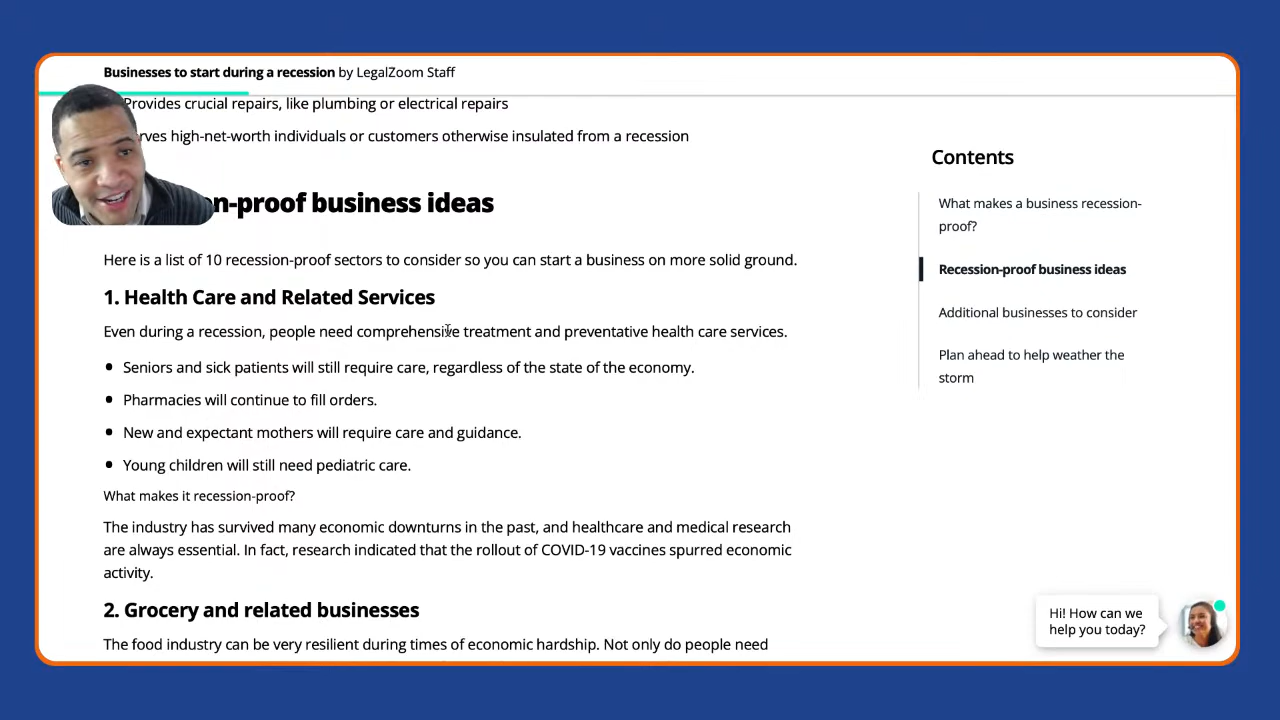 Businesses to start during a recession by LegalZoom Staff
Provides crucial repairs, like plumbing or electrical repairs
rves high-net-worth individuals or customers otherwise insulated from a recession
n-proof business ideas
Here is a list of 10 recession-proof sectors to consider so you can start a business on more solid ground.
1. Health Care and Related Services
Even during a recession, people need comprehensive treatment and preventative health care services.
• Seniors and sick patients will still require care, regardless of the state of the economy.
• Pharmacies will continue to fill orders.
• New and expectant mothers will require care and guidance.
• Young children will still need pediatric care.
What makes it recession-proof?
The industry has survived many economic downturns in the past, and healthcare and medical research
are always essential. In fact, research indicated that the rollout of COVID-19 vaccines spurred economic
activity.
2. Grocery and related businesses
The food industry can be very resilient during times of economic hardship. Not only do people need
Contents
What makes a business recession-
proof?
Recession-proof business ideas
Additional businesses to consider
Plan ahead to help weather the
storm
Hi! How can we
help you today?